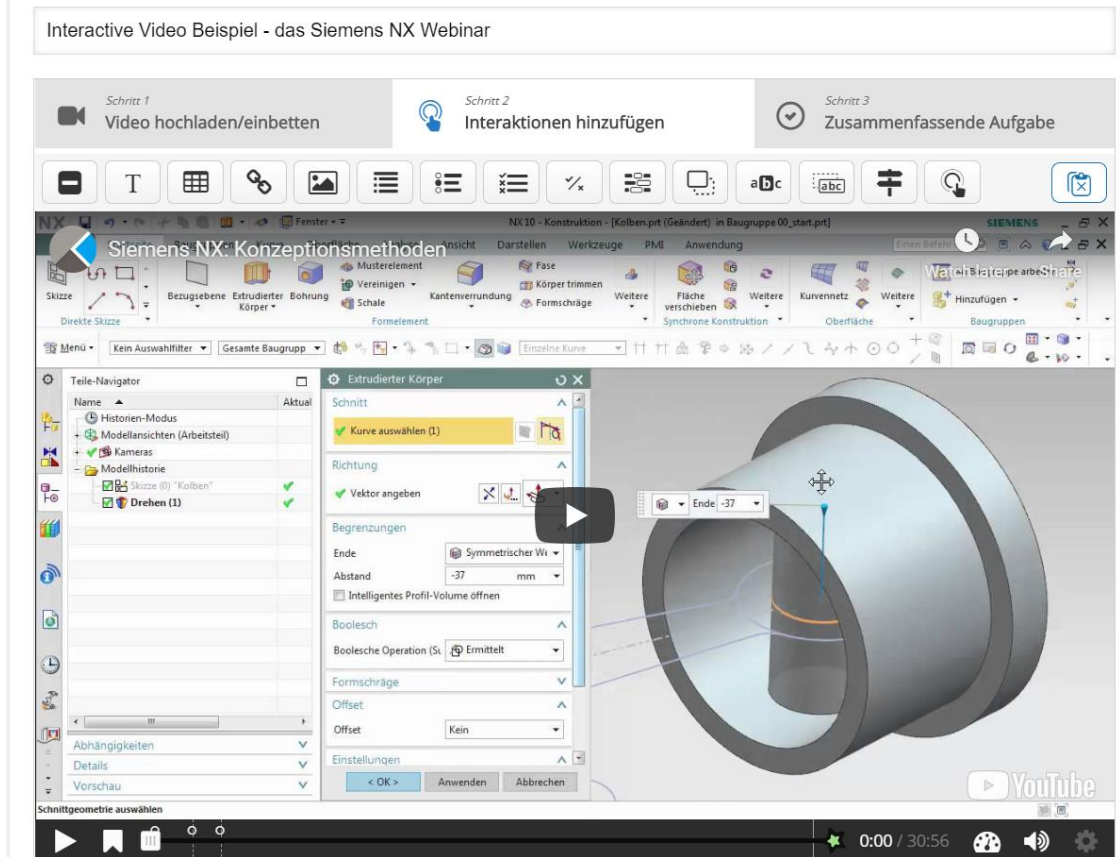 Interactive Video Beispiel - das Siemens NX Webinar
Schritt 1
Video hochladen/einbetten
Schritt 2
Interaktionen hinzufügen
Schritt 3
Zusammenfassende Aufgabe
T
abc
abc
NX
Fenster
NX 10 - Konstruktion - [Kolben.prt (Geändert) in Baugruppe 00_start.prt]
SIEMENS
Siemens NX: Konzeptionsmethoden
Ansicht Darstellen Werkzeuge PMI Anwendung
Watch later Share
Skizze
Bezugsebene Extrudierter Körper Bohrung
Musterelement
Vereinigen
Schale
Kantenverrundung
Fase
Körper trimmen
Formschräge
Weitere
Fläche verschieben
Weitere
Kurvennetz
Weitere
Hinzufügen
Direkte Skizze Formelement Synchrone Konstruktion Oberfläche Baugruppen
Menü Kein Auswahlfilter Gesamte Baugrupp Einzelne Kurve
Teile-Navigator
Name Aktual
Historien-Modus
Modellansichten (Arbeitsteil)
Kameras
Modellhistorie
Skizze (0) "Kolben"
Drehen (1)
Abhängigkeiten
Details
Vorschau
Extrudierter Körper
Schnitt
Kurve auswählen (1)
Richtung
Vektor angeben
Begrenzungen
Ende Symmetrischer We
Abstand -37 mm
Intelligentes Profil-Volume öffnen
Boolesch
Boolesche Operation (Su Ermittelt
Formschräge
Offset
Offset Kein
Einstellungen
< OK > Anwenden Abbrechen
Ende -37
YouTube
Schnittgeometrie auswählen
0:00 / 30:56